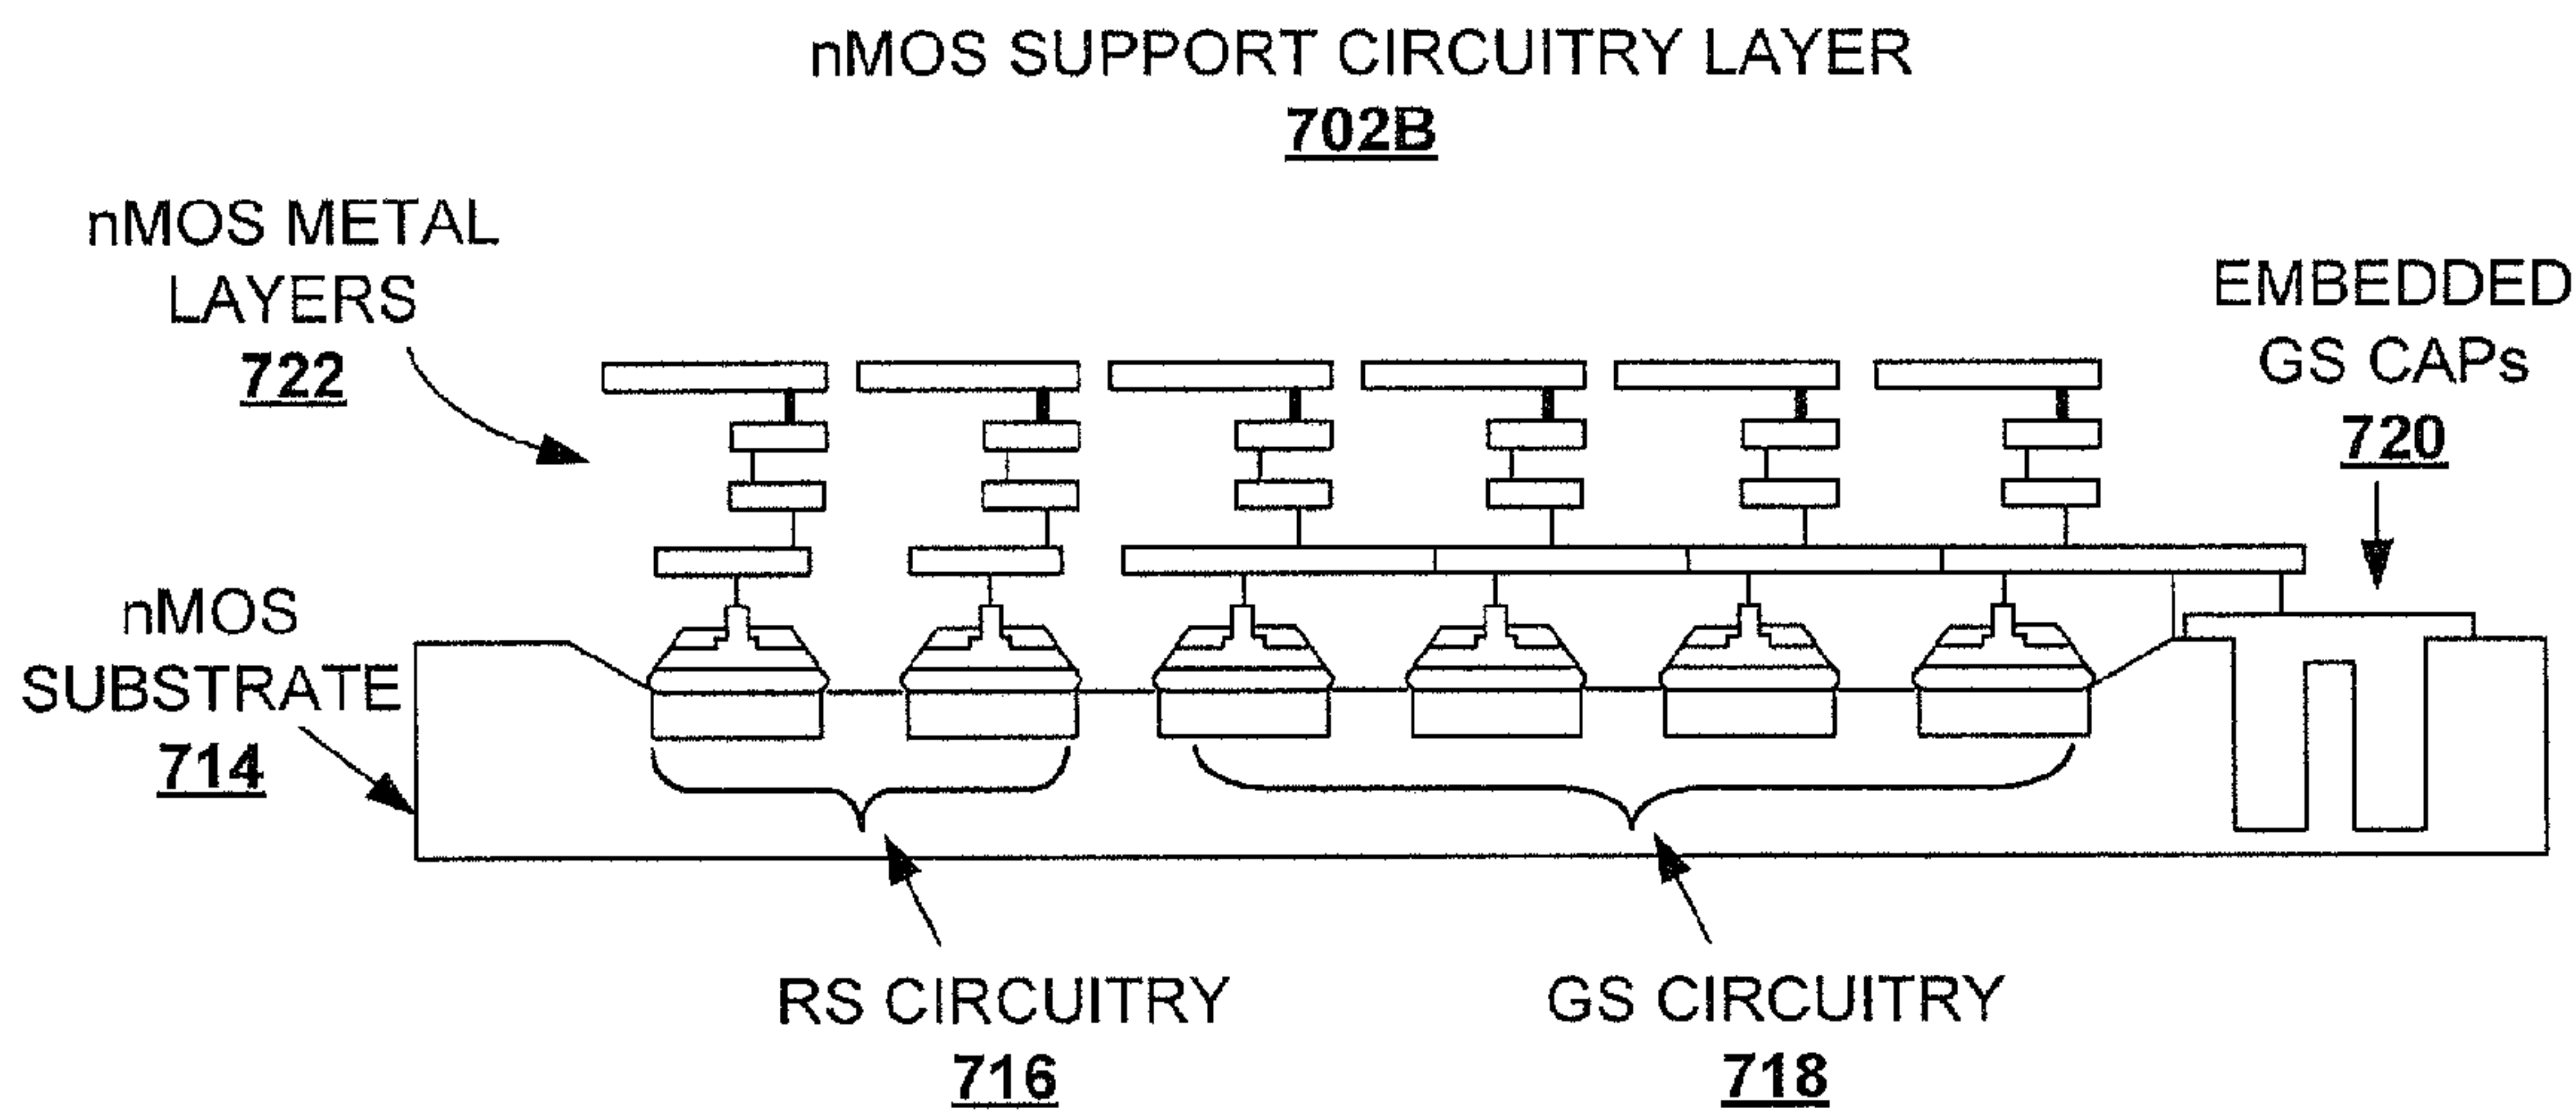 nMOS SUPPORT CIRCUITRY LAYER
702B
nMOS METAL
LAYERS
722
EMBEDDED
GS CAPs
720
nMOS
SUBSTRATE
714
RS CIRCUITRY
716
GS CIRCUITRY
718